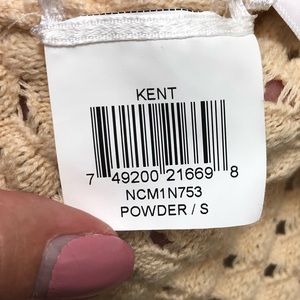 KENT
7 49200 21669 8
NCM1N753
POWDER / S